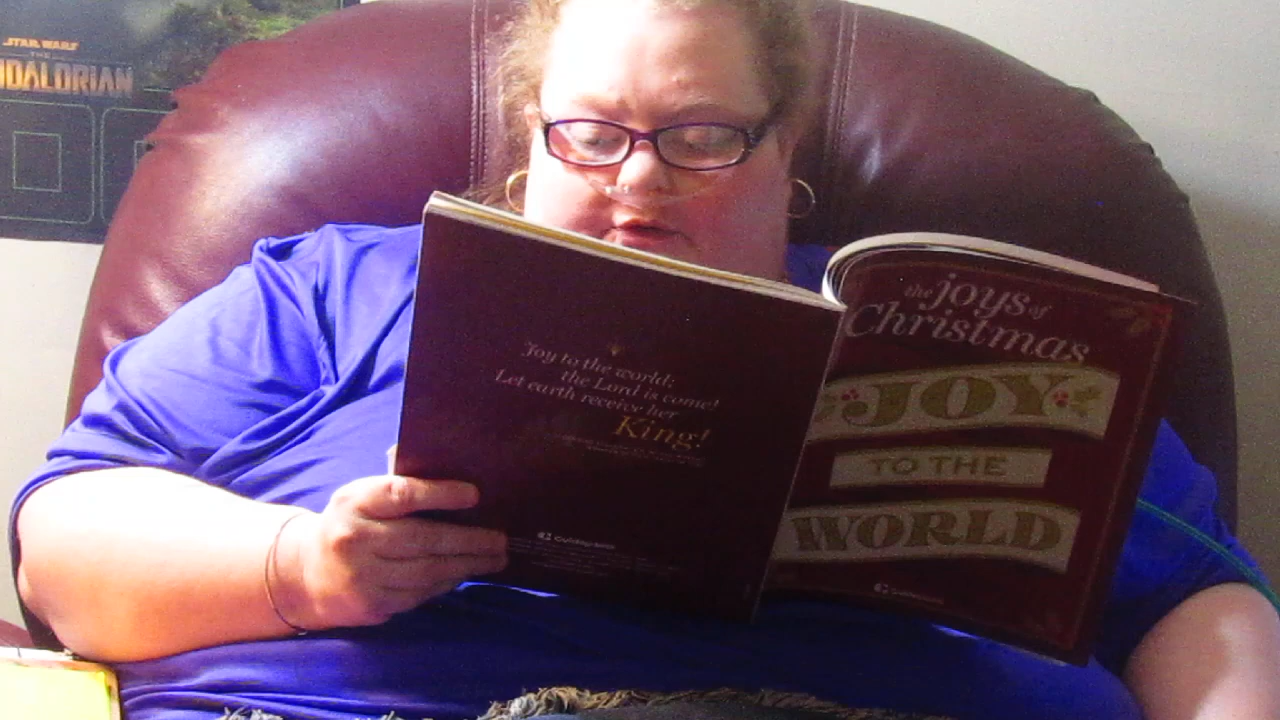 STAR WARS
THE
Joy to the world;
the Lord is come!
Let earth receive her
King!
Guideposts
the joys of
Christmas
JOY
TO THE
WORLD